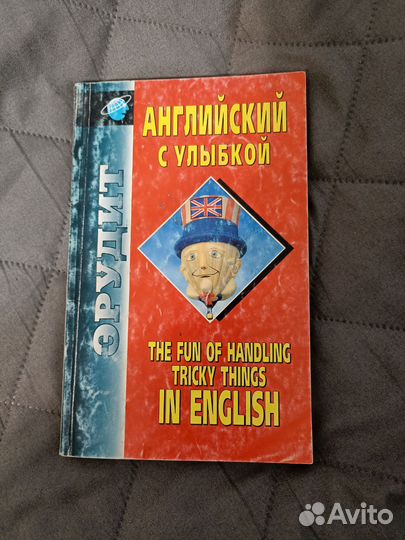 АНГЛИЙСКИЙ
С УЛЫБКОЙ
ЭРУДИТ
THE FUN OF HANDLING
TRICKY THINGS
IN ENGLISH
Avito